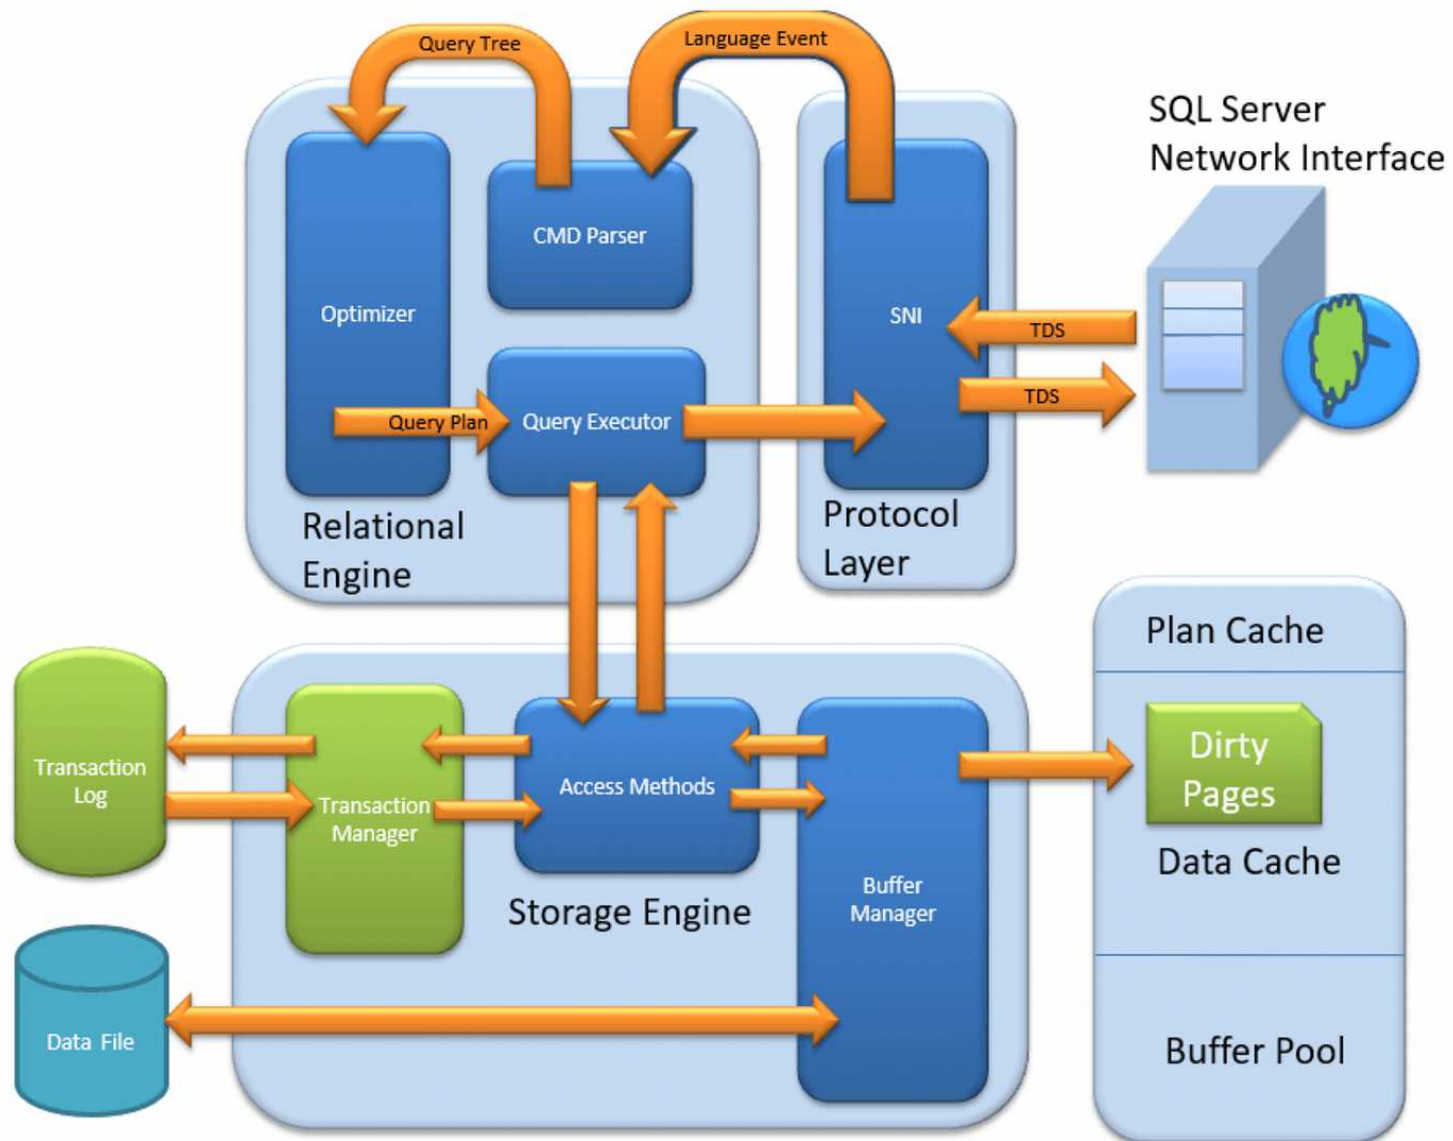 Query Tree
Language Event
SQL Server
Network Interface
CMD Parser
Optimizer
SNI
TDS
TDS
Query Plan
Query Executor
Relational
Engine
Protocol
Layer
Plan Cache
Transaction
Log
Transaction
Manager
Access Methods
Dirty
Pages
Data Cache
Buffer
Manager
Storage Engine
Data File
Buffer Pool